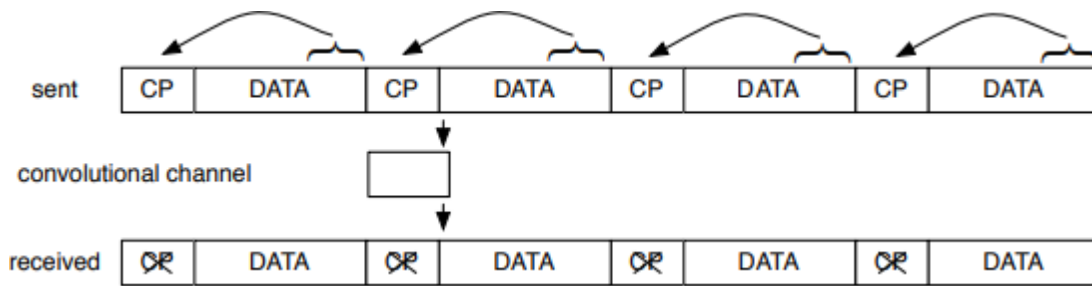 sent CP DATA CP DATA CP DATA CP DATA
convolutional channel
received CP DATA CP DATA CP DATA CP DATA